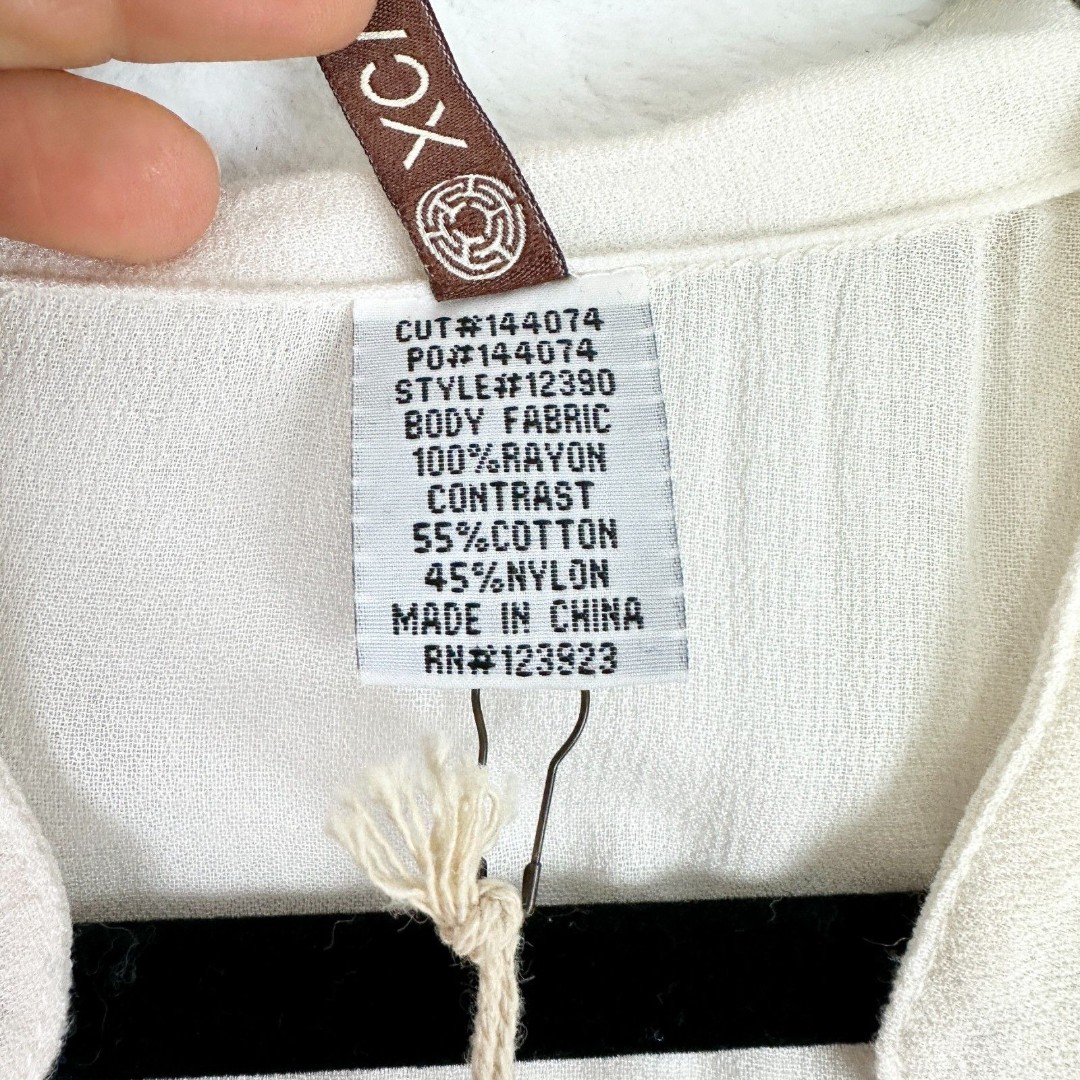 XCV
CUT#144074
PO#144074
STYLE#12390
BODY FABRIC
100%RAYON
CONTRAST
55%COTTON
45%NYLON
MADE IN CHINA
RN#123923